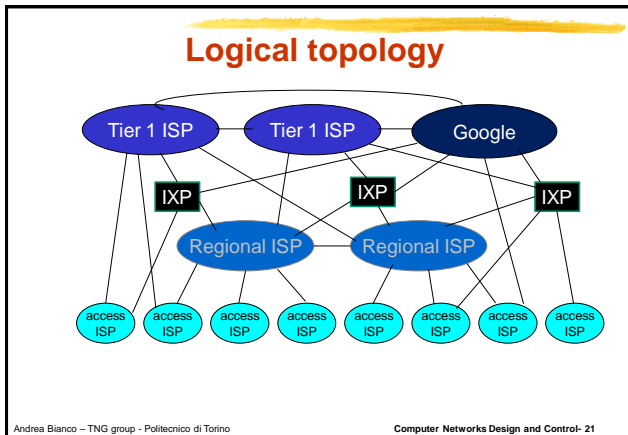 Logical topology
Tier 1 ISP
Tier 1 ISP
Google
IXP
IXP
IXP
Regional ISP
Regional ISP
access
ISP
access
ISP
access
ISP
access
ISP
access
ISP
access
ISP
access
ISP
access
ISP
Andrea Bianco – TNG group - Politecnico di Torino
Computer Networks Design and Control- 21